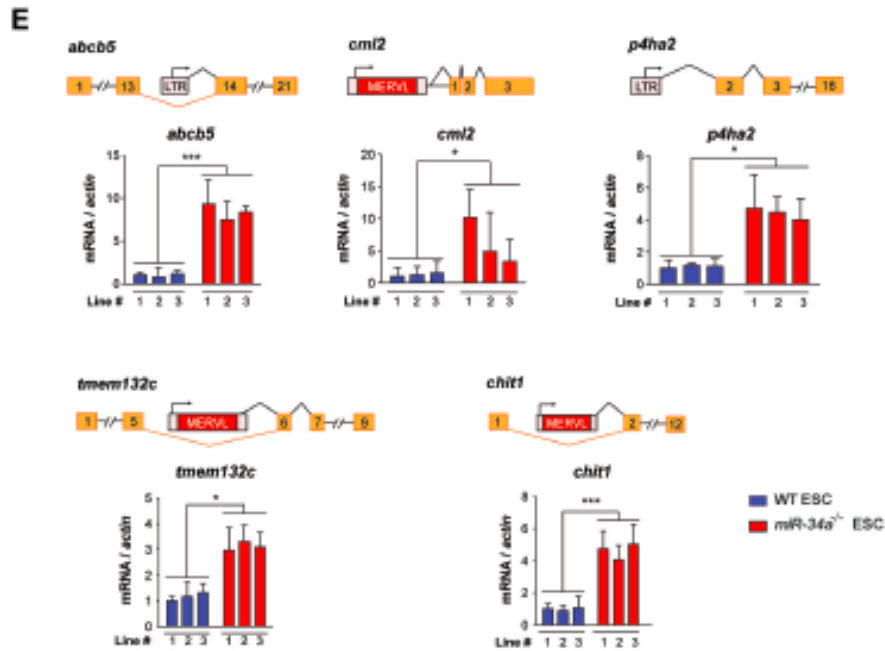 E
abcb5
cml2
p4ha2
1 13 LTR 14 21
MERVL 1 2 3
LTR 2 3 16
abcb5
cml2
p4ha2
mRNA / actin
15
10
5
0
***
Line # 1 2 3 1 2 3
mRNA / actin
20
15
10
5
0
*
Line # 1 2 3 1 2 3
mRNA / actin
8
6
4
2
0
*
Line # 1 2 3 1 2 3
tmem132c
chit1
1 5 MERVL 6 7 9
1 MERVL 2 12
tmem132c
chit1
mRNA / actin
5
4
3
2
1
0
*
Line # 1 2 3 1 2 3
mRNA / actin
8
6
4
2
0
***
Line # 1 2 3 1 2 3
WT ESC
miR-34a-/- ESC